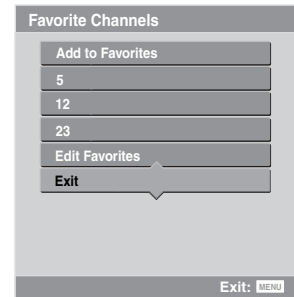 Favorite Channels
Add to Favorites
5
12
23
Edit Favorites
Exit
Exit: MENU